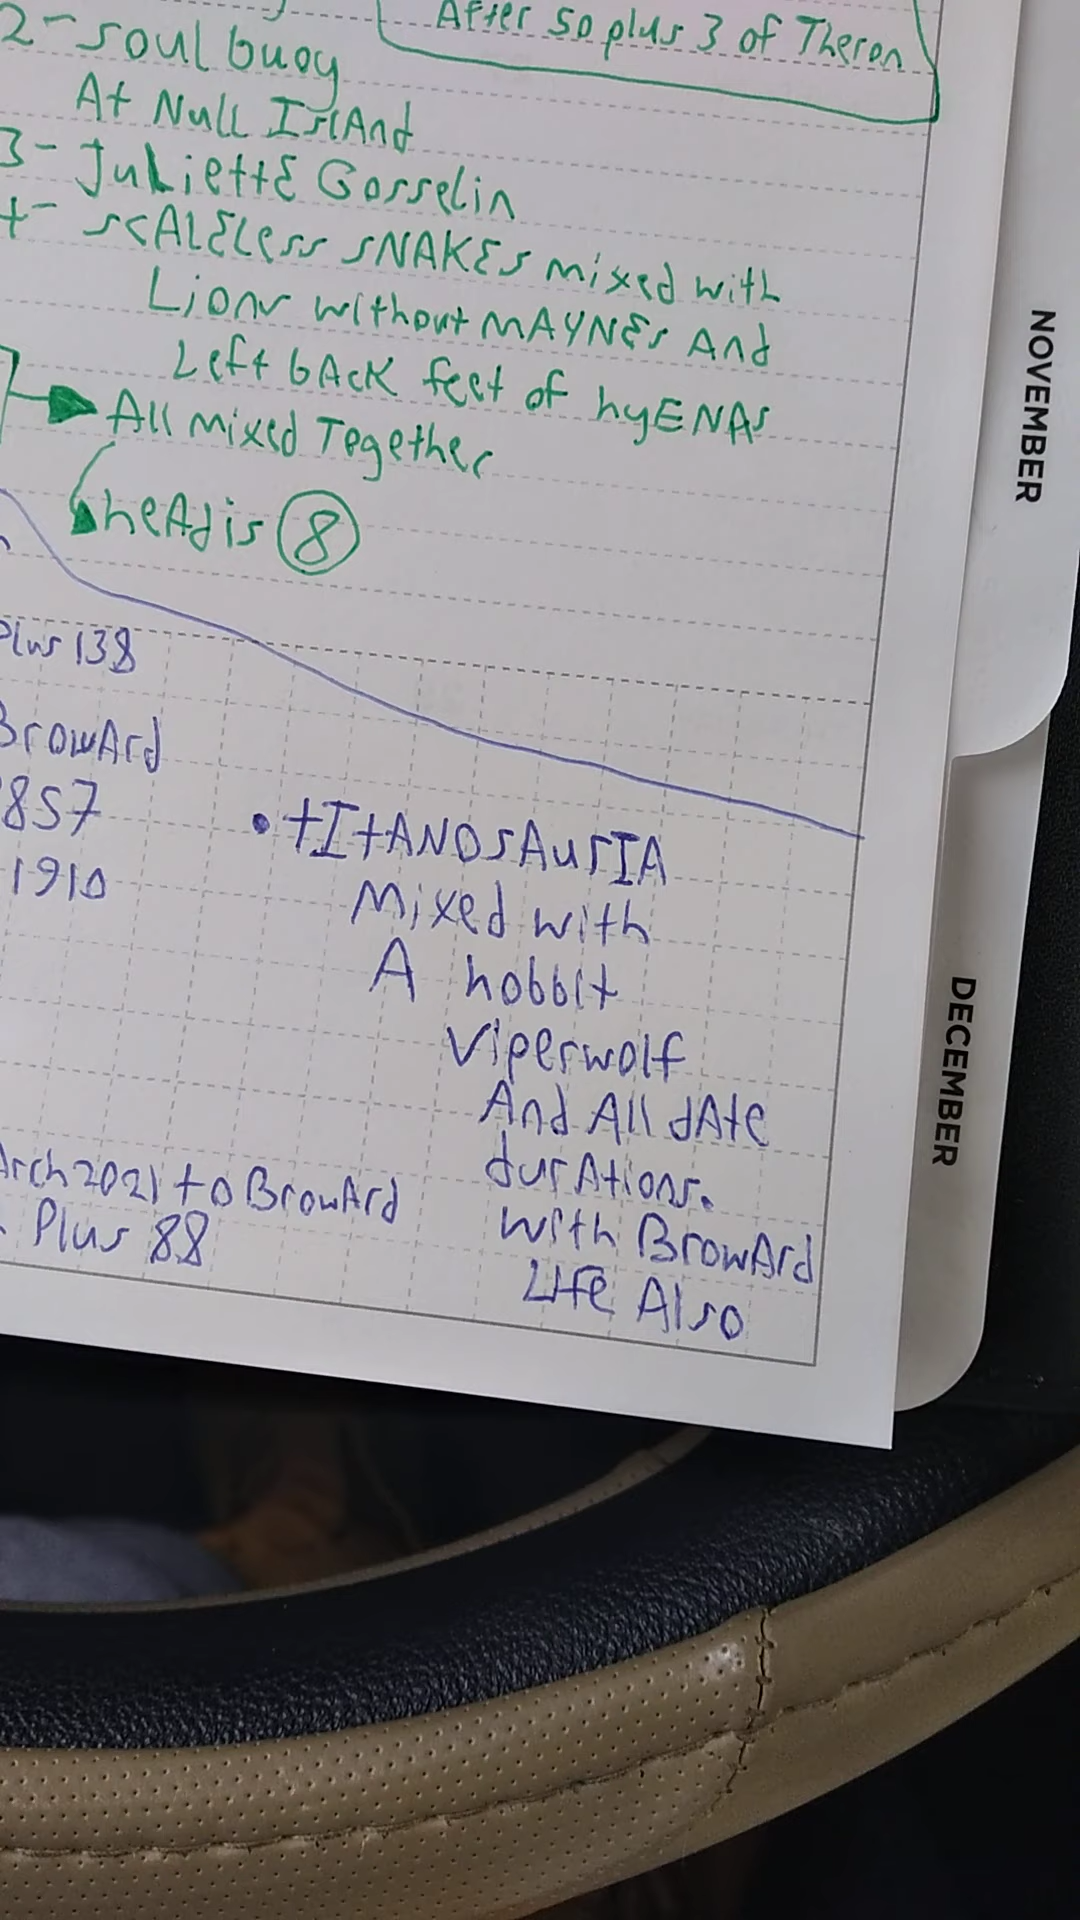 After 50 plus 3 of Theron
2- soul buoy
At Null IslAnd
3- JuLiettE Gosselin
scAlEless sNAKEs mixed with
Lions without mAYNEs And
Left bAcK feet of hyENAs
All mixed Together
heAd is 8
NOVEMBER
Plus 138
BrowArd
857
1910
• tItANOsAurIA
Mixed with
A hobbit
Viperwolf
And All dAte
durAtions.
with BrowArd
Life Also
Arch 2021 to BrowArd
Plus 88
DECEMBER